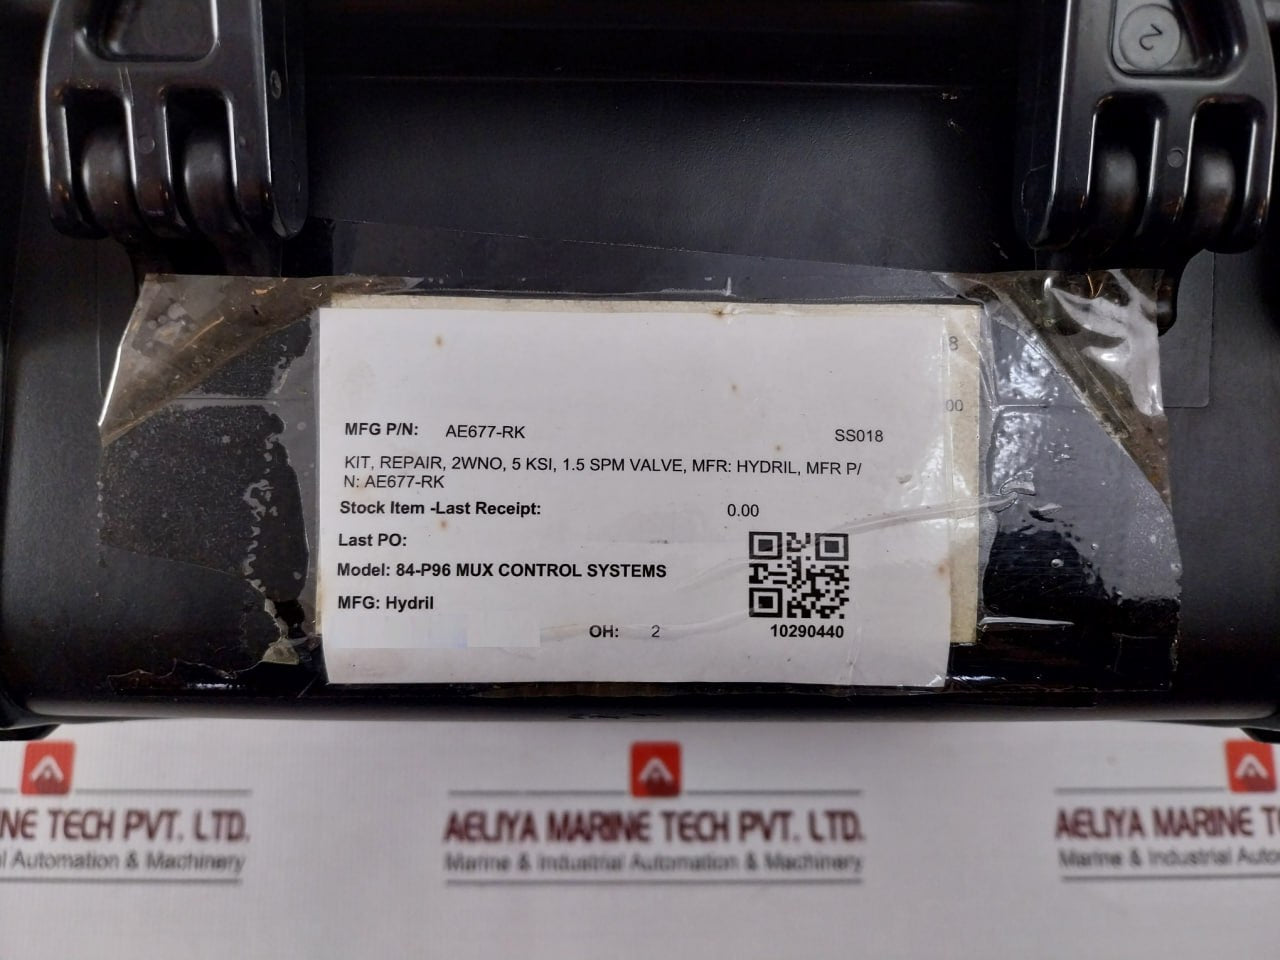 2
8
00
MFG P/N: AE677-RK SS018
KIT, REPAIR, 2WNO, 5 KSI, 1.5 SPM VALVE, MFR: HYDRIL, MFR P/
N: AE677-RK
Stock Item -Last Receipt: 0.00
Last PO:
Model: 84-P96 MUX CONTROL SYSTEMS
MFG: Hydril
OH: 2 10290440
NE TECH PVT. LTD. AELIYA MARINE TECH PVT. LTD. AELIYA MARINE T
l Automation & Machinery Marine & Industrial Automation & Machinery Marine & Industrial Auto